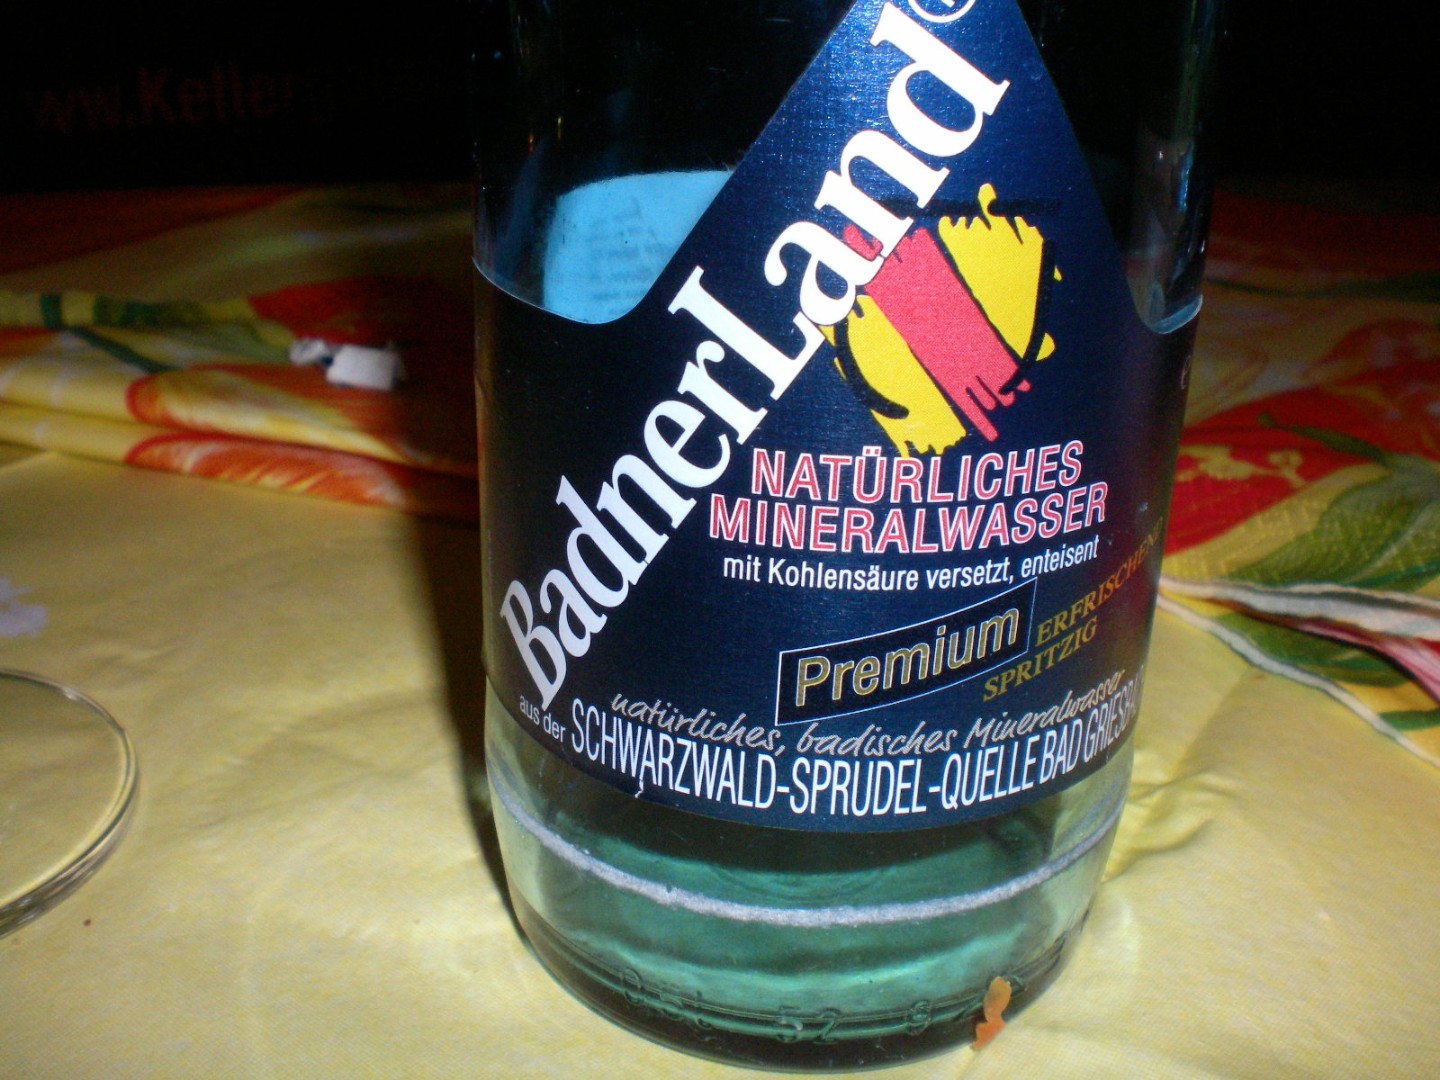 BadnerLand
NATÜRLICHES
MINERALWASSER
mit Kohlensäure versetzt, enteisent
Premium
ERFRISCHEND
SPRITZIG
natürliches, badisches Mineralwasser
aus der SCHWARZWALD-SPRUDEL-QUELLE BAD